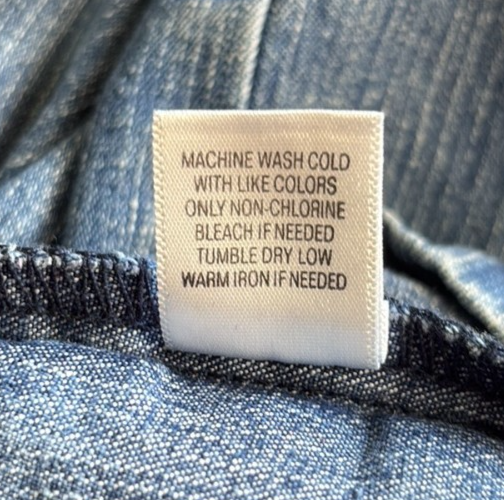 MACHINE WASH COLD
WITH LIKE COLORS
ONLY NON-CHLORINE
BLEACH IF NEEDED
TUMBLE DRY LOW
WARM IRON IF NEEDED